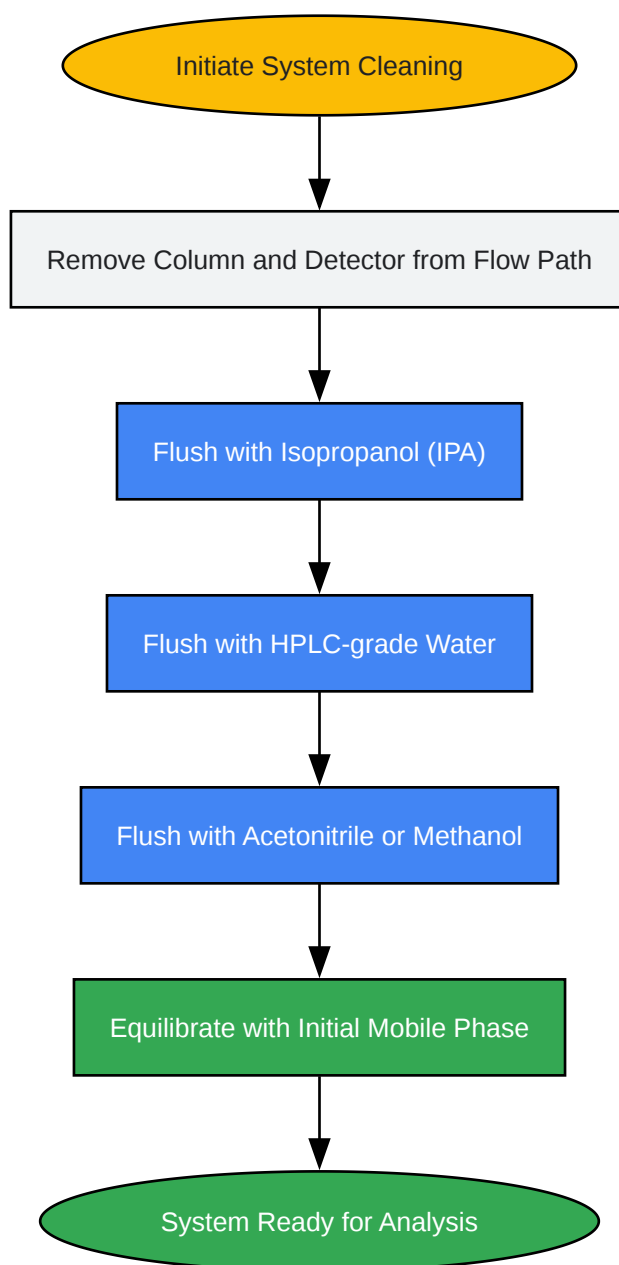 Initiate System Cleaning
Remove Column and Detector from Flow Path
Flush with Isopropanol (IPA)
Flush with HPLC-grade Water
Flush with Acetonitrile or Methanol
Equilibrate with Initial Mobile Phase
System Ready for Analysis